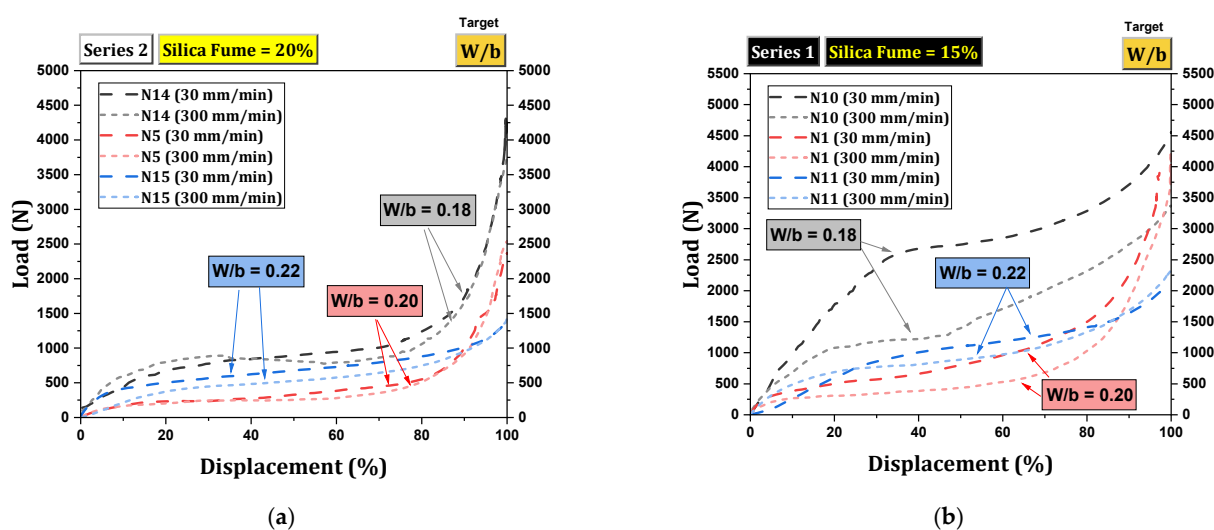 Target
Series 2 Silica Fume = 20% W/b
5000 5000
4500 4500
4000 4000
3500 3500
3000 3000
2500 2500
2000 2000
1500 1500
1000 1000
500 500
0 0
0 20 40 60 80 100
Load (N)
Displacement (%)
N14 (30 mm/min)
N14 (300 mm/min)
N5 (30 mm/min)
N5 (300 mm/min)
N15 (30 mm/min)
N15 (300 mm/min)
W/b = 0.18
W/b = 0.22
W/b = 0.20
(a)
Target
Series 1 Silica Fume = 15% W/b
5500 5500
5000 5000
4500 4500
4000 4000
3500 3500
3000 3000
2500 2500
2000 2000
1500 1500
1000 1000
500 500
0 0
0 20 40 60 80 100
Load (N)
Displacement (%)
N10 (30 mm/min)
N10 (300 mm/min)
N1 (30 mm/min)
N1 (300 mm/min)
N11 (30 mm/min)
N11 (300 mm/min)
W/b = 0.18
W/b = 0.22
W/b = 0.20
(b)